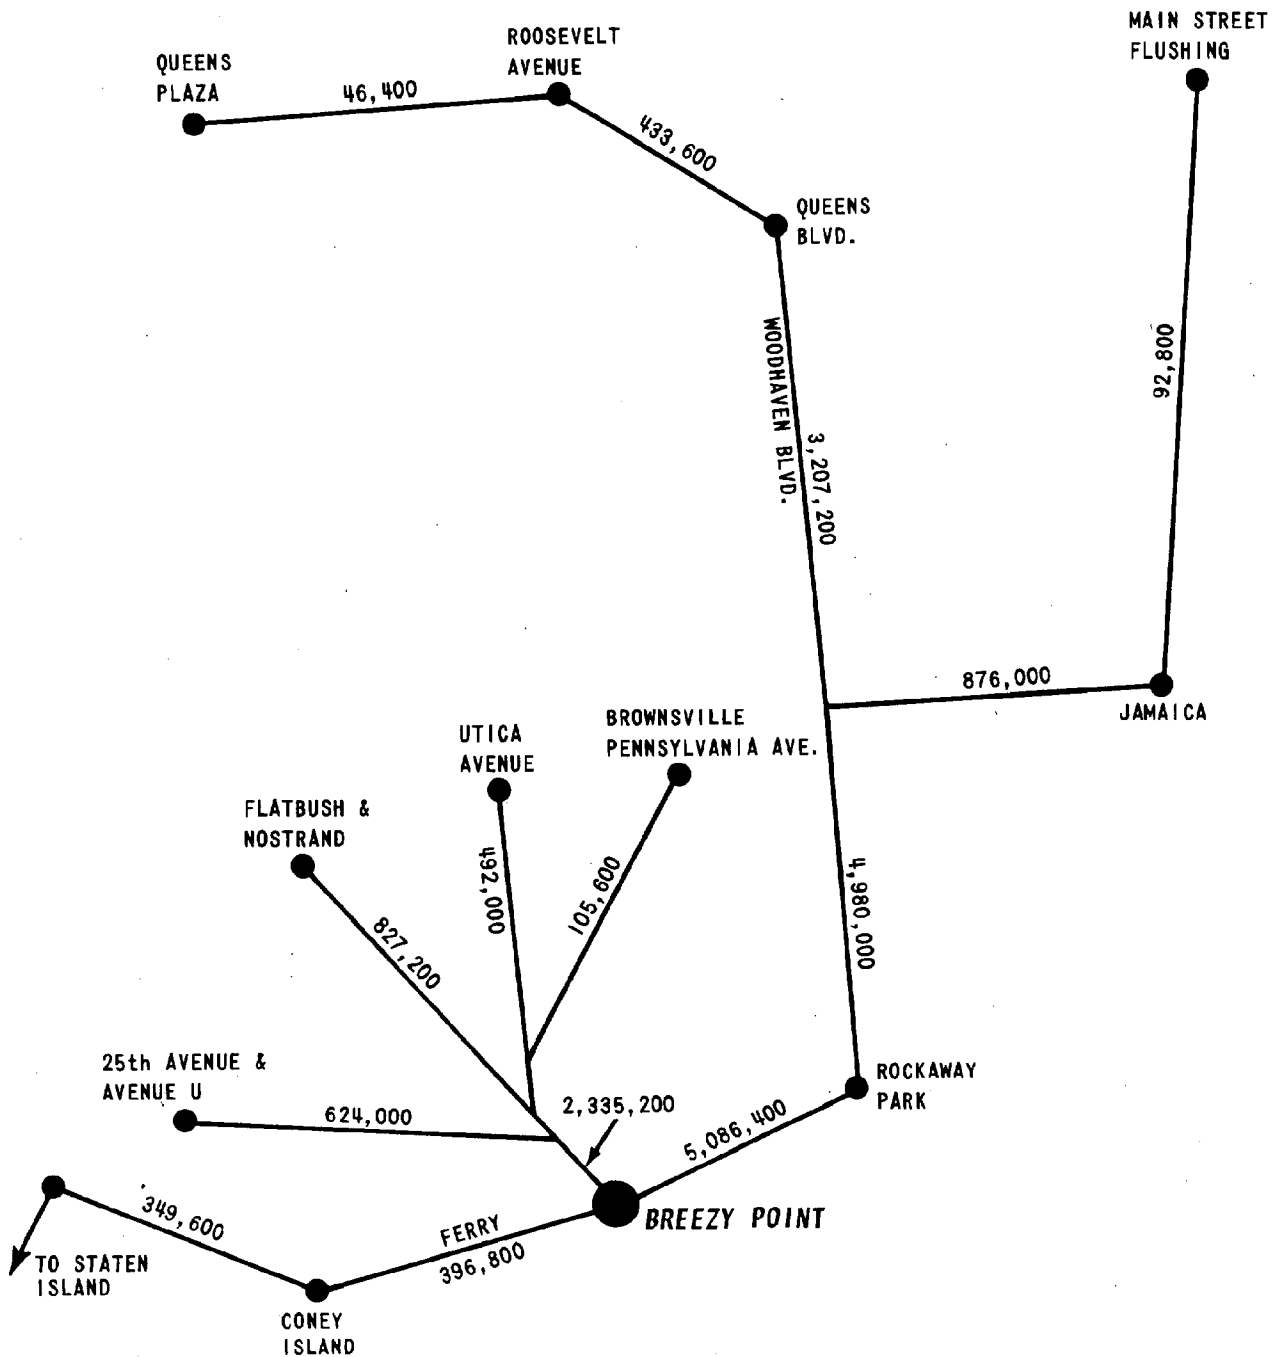 MAIN STREET
FLUSHING
ROOSEVELT
AVENUE
QUEENS
PLAZA
46,400
433,600
QUEENS
BLVD.
WOODHAVEN BLVD.
3,207,200
92,800
876,000
JAMAICA
BROWNSVILLE
PENNSYLVANIA AVE.
UTICA
AVENUE
FLATBUSH &
NOSTRAND
492,000
105,600
827,200
4,980,000
25th AVENUE &
AVENUE U
624,000
2,335,200
ROCKAWAY
PARK
5,086,400
BREEZY POINT
349,600
FERRY
396,800
TO STATEN
ISLAND
CONEY
ISLAND